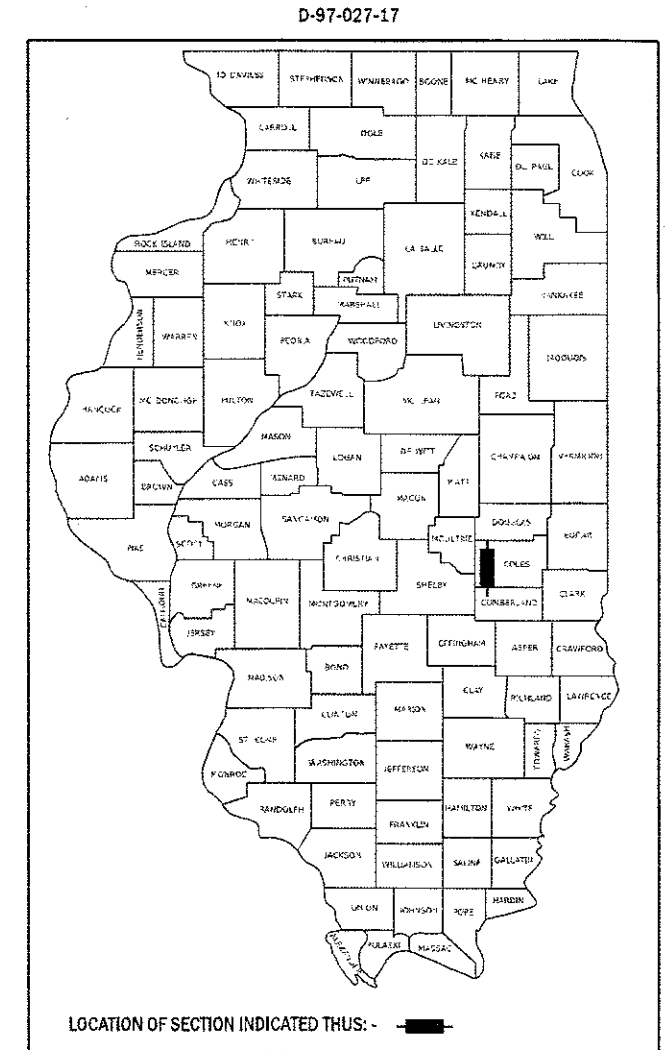 D-97-027-17
JO DAVIESS STEPHENSON WINNEBAGO BOONE MC HENRY LAKE
CARROLL OGLE
DE KALB KANE DU PAGE COOK
WHITESIDE LEE
KENDALL WILL
ROCK ISLAND HENRY BUREAU LA SALLE GRUNDY
MERCER PUTNAM KANKAKEE
STARK MARSHALL LIVINGSTON
HENDERSON WARREN KNOX PEORIA WOODFORD IROQUOIS
HANCOCK MC DONOUGH FULTON TAZEWELL MC LEAN FORD
MASON
SCHUYLER LOGAN DE WITT CHAMPAIGN VERMILION
ADAMS BROWN CASS MENARD MACON PIATT
MORGAN SANGAMON DOUGLAS
PIKE SCOTT CHRISTIAN MOULTRIE COLES EDGAR
GREENE MACOUPIN MONTGOMERY SHELBY CUMBERLAND CLARK
CALHOUN JERSEY
FAYETTE EFFINGHAM JASPER CRAWFORD
MADISON BOND
CLAY RICHLAND LAWRENCE
CLINTON MARION
ST. CLAIR WAYNE EDWARDS WABASH
WASHINGTON JEFFERSON
MONROE
RANDOLPH PERRY HAMILTON WHITE
FRANKLIN
JACKSON WILLIAMSON SALINE GALLATIN
UNION JOHNSON POPE HARDIN
PULASKI MASSAC
LOCATION OF SECTION INDICATED THUS: -